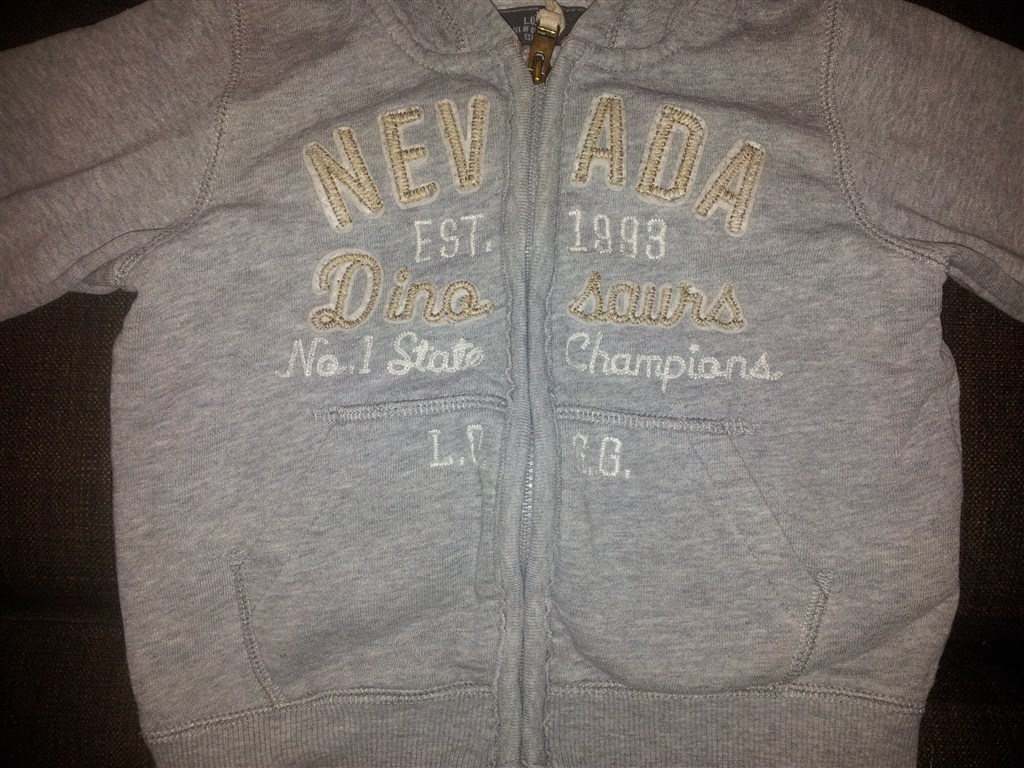 NEVADA
EST. 1993
Dinosaurs
No.1 State Champions
L. G.